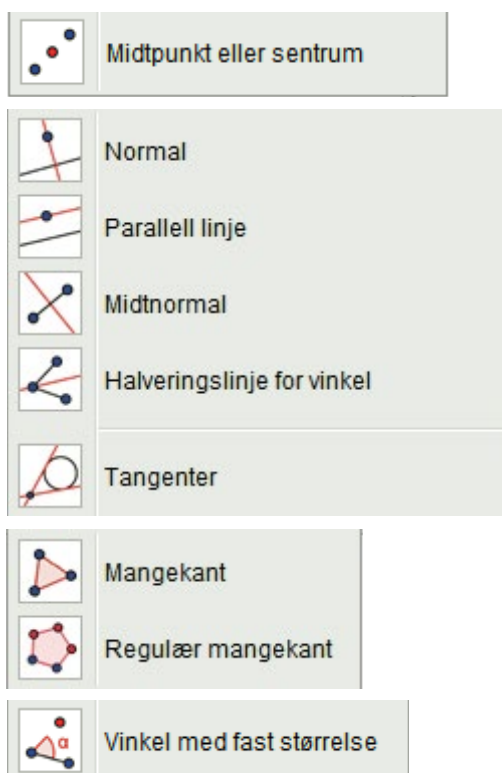 Midtpunkt eller sentrum
Normal
Parallell linje
Midtnormal
Halveringslinje for vinkel
Tangenter
Mangekant
Regulær mangekant
α
Vinkel med fast størrelse